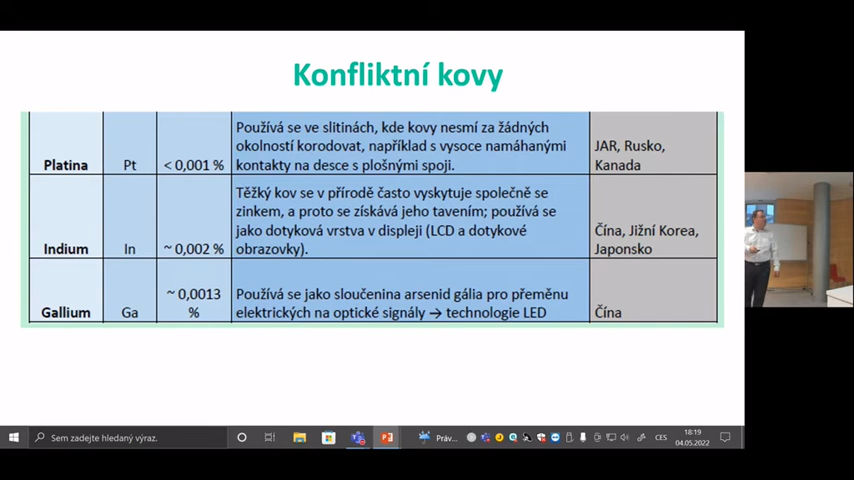 Konfliktní kovy
Používá se ve slitinách, kde kovy nesmí za žádných
okolností korodovat, například s vysoce namáhanými
kontakty na desce s plošnými spoji.
Platina
Pt
< 0,001 %
JAR, Rusko,
Kanada
Těžký kov se v přírodě často vyskytuje společně se
zinkem, a proto se získává jeho tavením; používá se
jako dotyková vrstva v displeji (LCD a dotykové
obrazovky).
Indium
In
~ 0,002 %
Čína, Jižní Korea,
Japonsko
Gallium
Ga
~ 0,0013
%
Používá se jako sloučenina arsenid gália pro přeměnu
elektrických na optické signály → technologie LED
Čína
Sem zadejte hledaný výraz.
Práv...
CES
18:19
04.05.2022